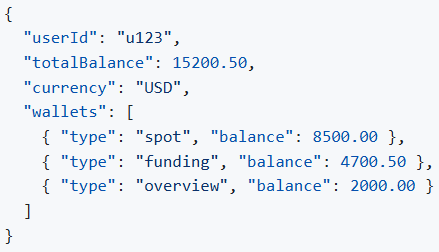 {
  "userId": "u123",
  "totalBalance": 15200.50,
  "currency": "USD",
  "wallets": [
    { "type": "spot", "balance": 8500.00 },
    { "type": "funding", "balance": 4700.50 },
    { "type": "overview", "balance": 2000.00 }
  ]
}